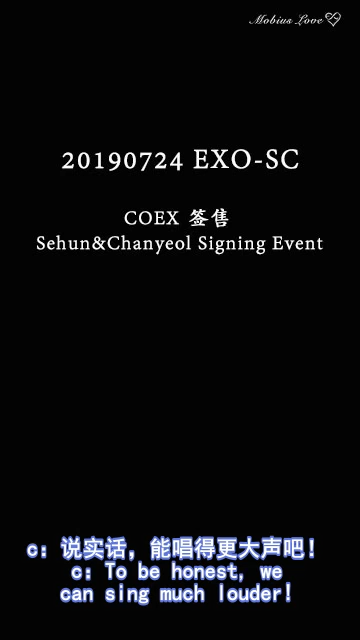 Mobius Love
20190724 EXO-SC
COEX 签售
Sehun&Chanyeol Signing Event
c: 说实话, 能唱得更大声吧!
c: To be honest, we
can sing much louder!